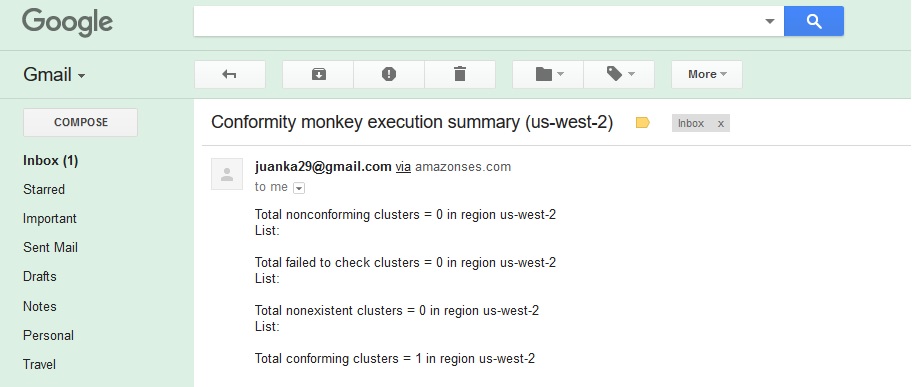 Google
Gmail
More
COMPOSE
Conformity monkey execution summary (us-west-2)
Inbox x
Inbox (1)
Starred
Important
Sent Mail
Drafts
Notes
Personal
Travel
juanka29@gmail.com via amazonses.com
to me
Total nonconforming clusters = 0 in region us-west-2
List:
Total failed to check clusters = 0 in region us-west-2
List:
Total nonexistent clusters = 0 in region us-west-2
List:
Total conforming clusters = 1 in region us-west-2